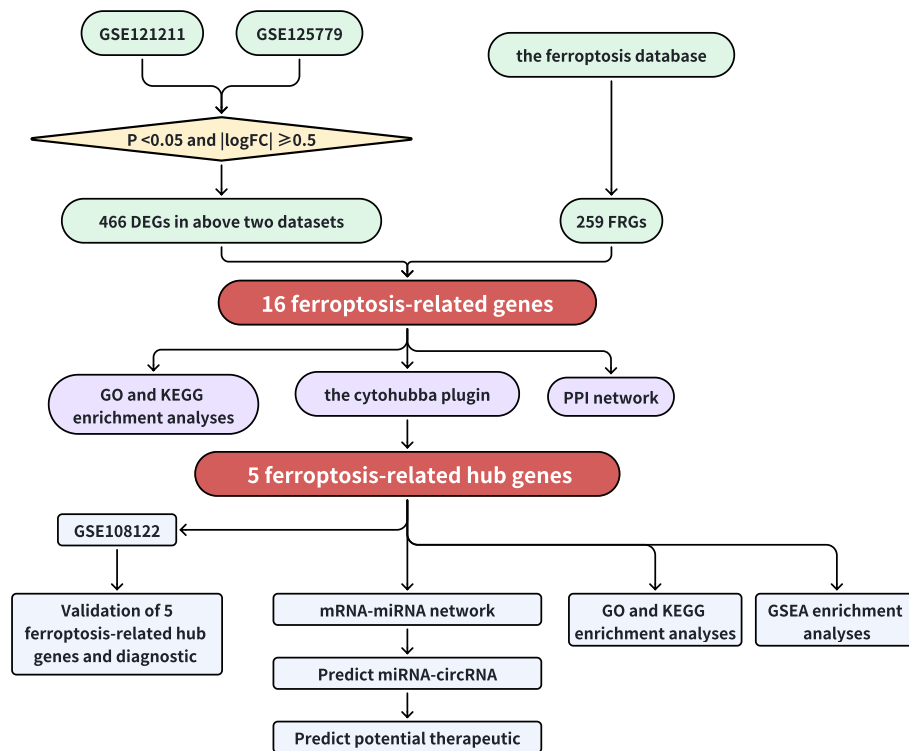 GSE121211
GSE125779
the ferroptosis database
P <0.05 and |logFC| ⩾0.5
466 DEGs in above two datasets
259 FRGs
16 ferroptosis-related genes
GO and KEGG
enrichment analyses
the cytohubba plugin
PPI network
5 ferroptosis-related hub genes
GSE108122
Validation of 5
ferroptosis-related hub
genes and diagnostic
mRNA-miRNA network
GO and KEGG
enrichment analyses
GSEA enrichment
analyses
Predict miRNA-circRNA
Predict potential therapeutic